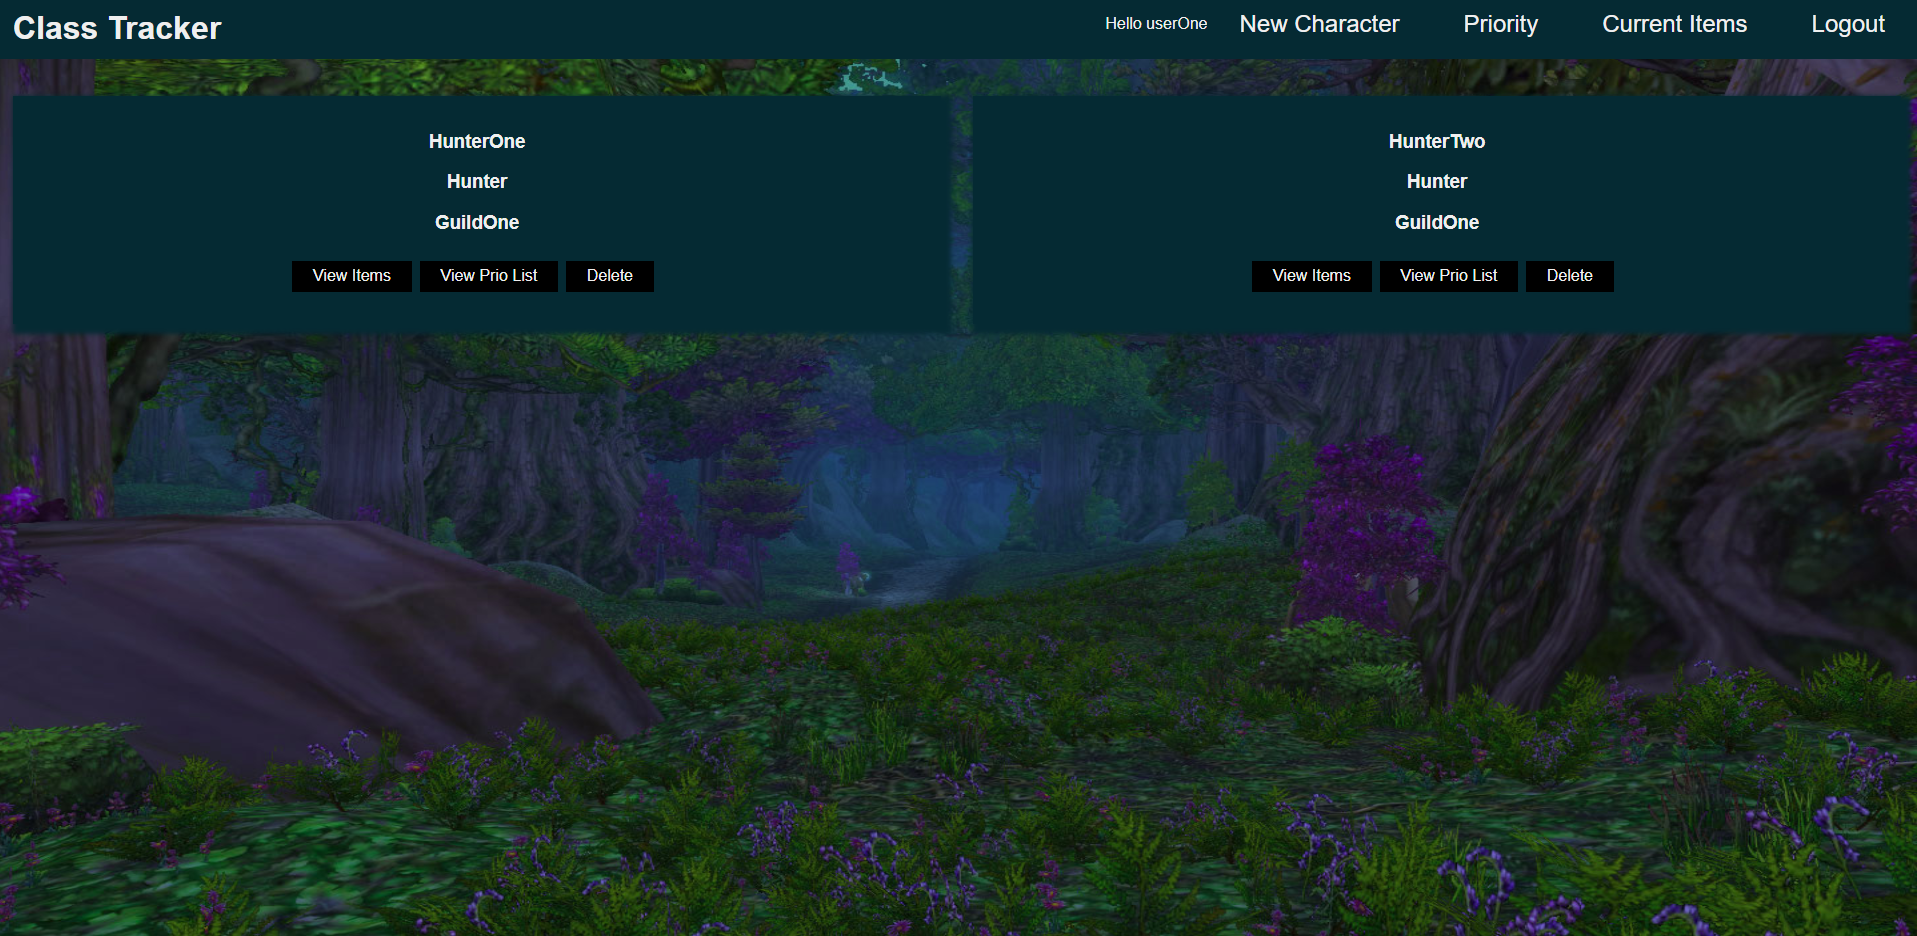 Class Tracker
Hello userOne New Character Priority Current Items Logout
HunterOne
Hunter
GuildOne
View Items View Prio List Delete
HunterTwo
Hunter
GuildOne
View Items View Prio List Delete